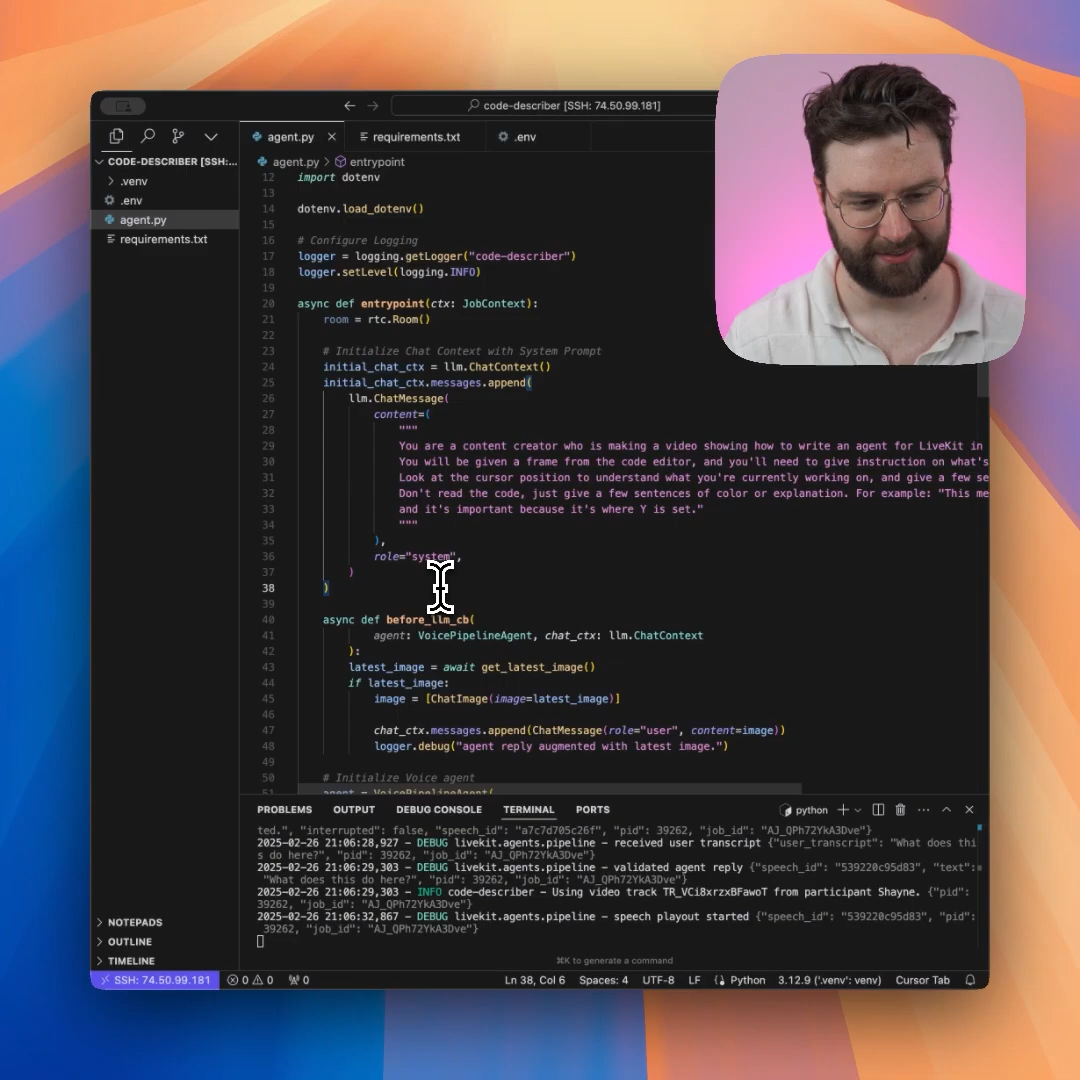 code-describer [SSH: 74.50.99.181]
agent.py
requirements.txt
.env
CODE-DESCRIBER [SSH:...
.venv
.env
agent.py
requirements.txt
agent.py > entrypoint
12 import dotenv
13
14 dotenv.load_dotenv()
15
16 # Configure Logging
17 logger = logging.getLogger("code-describer")
18 logger.setLevel(logging.INFO)
19
20 async def entrypoint(ctx: JobContext):
21 room = rtc.Room()
22
23 # Initialize Chat Context with System Prompt
24 initial_chat_ctx = llm.ChatContext()
25 initial_chat_ctx.messages.append(
26 llm.ChatMessage(
27 content=(
28 """
29 You are a content creator who is making a video showing how to write an agent for LiveKit in
30 You will be given a frame from the code editor, and you'll need to give instruction on what's
31 Look at the cursor position to understand what you're currently working on, and give a few se
32 Don't read the code, just give a few sentences of color or explanation. For example: "This me
33 and it's important because it's where Y is set."
34 """
35 ),
36 role="system",
37 )
38 )
39
40 async def before_llm_cb(
41 agent: VoicePipelineAgent, chat_ctx: llm.ChatContext
42 ):
43 latest_image = await get_latest_image()
44 if latest_image:
45 image = [ChatImage(image=latest_image)]
46
47 chat_ctx.messages.append(ChatMessage(role="user", content=image))
48 logger.debug("agent reply augmented with latest image.")
49
50 # Initialize Voice agent
51 agent = VoicePipelineAgent(
PROBLEMS OUTPUT DEBUG CONSOLE TERMINAL PORTS
python
ted.", "interrupted": false, "speech_id": "a7c7d705c26f", "pid": 39262, "job_id": "AJ_QPh72YkA3Dve"}
2025-02-26 21:06:28,927 - DEBUG livekit.agents.pipeline - received user transcript {"user_transcript": "What does thi
s do here?", "pid": 39262, "job_id": "AJ_QPh72YkA3Dve"}
2025-02-26 21:06:29,303 - DEBUG livekit.agents.pipeline - validated agent reply {"speech_id": "539220c95d83", "text":
"What does this do here?", "pid": 39262, "job_id": "AJ_QPh72YkA3Dve"}
2025-02-26 21:06:29,303 - INFO code-describer - Using video track TR_VCi8xrzxBFawoT from participant Shayne. {"pid":
39262, "job_id": "AJ_QPh72YkA3Dve"}
2025-02-26 21:06:32,867 - DEBUG livekit.agents.pipeline - speech playout started {"speech_id": "539220c95d83", "pid":
39262, "job_id": "AJ_QPh72YkA3Dve"}
⌘K to generate a command
NOTEPADS
OUTLINE
TIMELINE
SSH: 74.50.99.181
0 0 0
Ln 38, Col 6 Spaces: 4 UTF-8 LF Python 3.12.9 ('.venv': venv) Cursor Tab